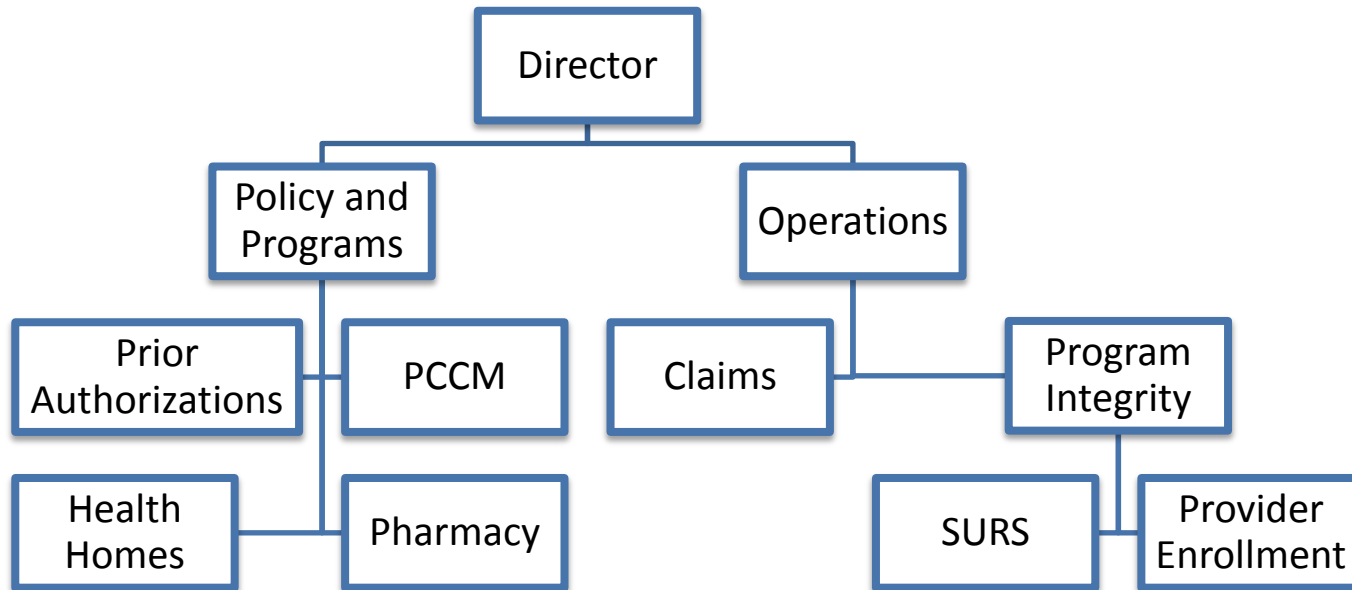 Director
Policy and
Programs
Operations
Prior
Authorizations
PCCM
Claims
Program
Integrity
Health
Homes
Pharmacy
SURS
Provider
Enrollment